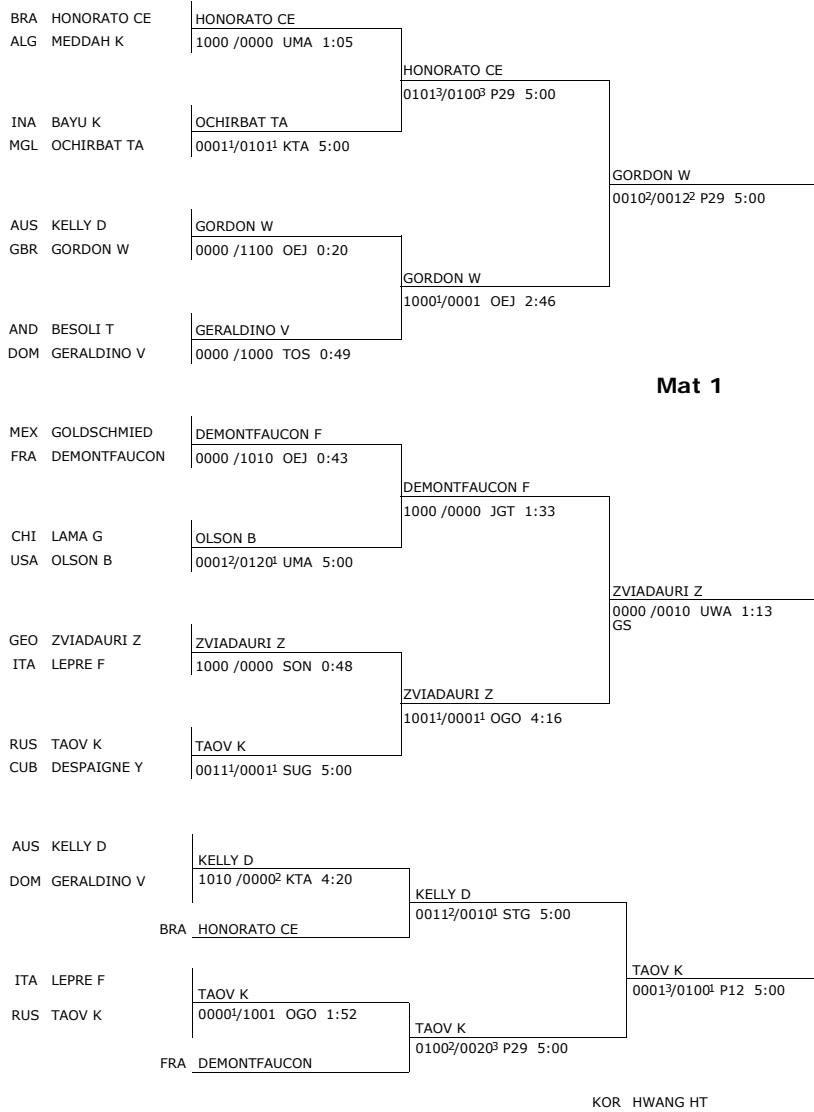 BRA HONORATO CE HONORATO CE
ALG MEDDAH K 1000 /0000 UMA 1:05
HONORATO CE
0101³/0100³ P29 5:00
INA BAYU K OCHIRBAT TA
MGL OCHIRBAT TA 0001¹/0101¹ KTA 5:00
GORDON W
0010²/0012² P29 5:00
AUS KELLY D GORDON W
GBR GORDON W 0000 /1100 OEJ 0:20
GORDON W
1000¹/0001 OEJ 2:46
AND BESOLI T GERALDINO V
DOM GERALDINO V 0000 /1000 TOS 0:49
Mat 1
MEX GOLDSCHMIED DEMONTFAUCON F
FRA DEMONTFAUCON 0000 /1010 OEJ 0:43
DEMONTFAUCON F
1000 /0000 JGT 1:33
CHI LAMA G OLSON B
USA OLSON B 0001²/0120¹ UMA 5:00
ZVIADAURI Z
0000 /0010 UWA 1:13
GS
GEO ZVIADAURI Z ZVIADAURI Z
ITA LEPRE F 1000 /0000 SON 0:48
ZVIADAURI Z
1001¹/0001¹ OGO 4:16
RUS TAOV K TAOV K
CUB DESPAIGNE Y 0011¹/0001¹ SUG 5:00
AUS KELLY D
KELLY D
DOM GERALDINO V 1010 /0000² KTA 4:20
KELLY D
0011²/0010¹ STG 5:00
BRA HONORATO CE
TAOV K
0001³/0100¹ P12 5:00
ITA LEPRE F
TAOV K
RUS TAOV K 0000¹/1001 OGO 1:52
TAOV K
0100²/0020³ P29 5:00
FRA DEMONTFAUCON
KOR HWANG HT